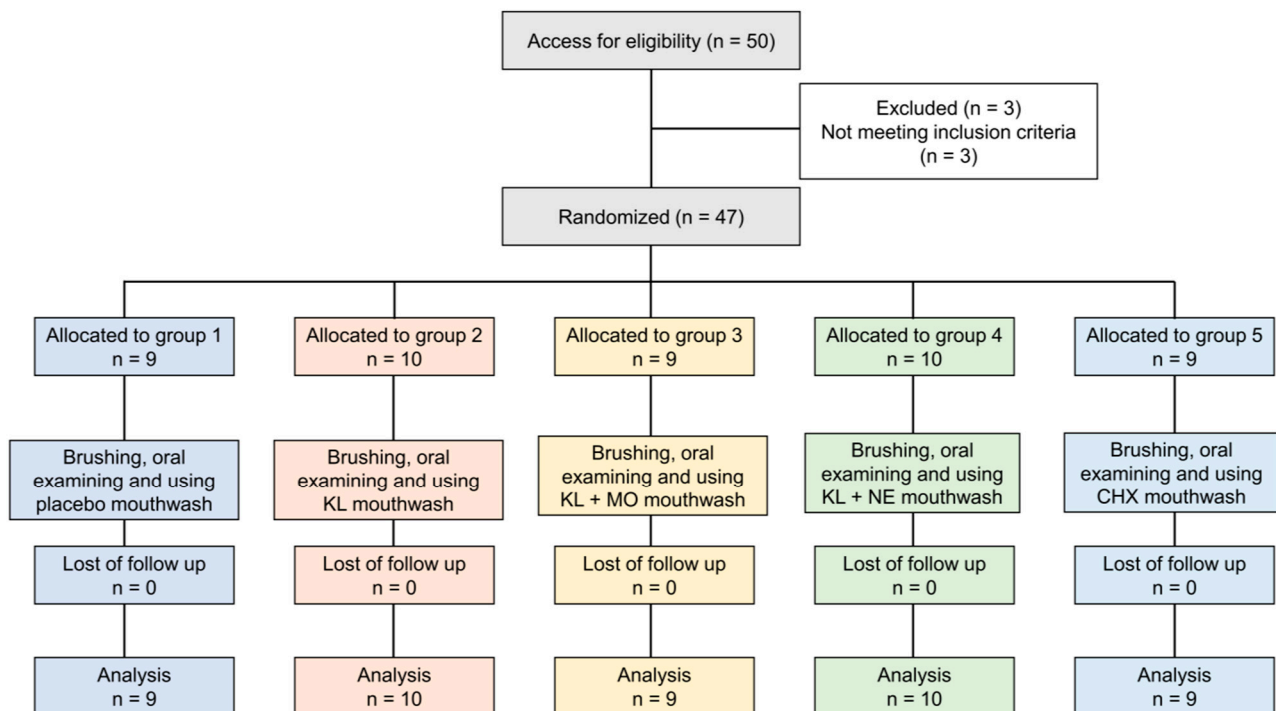 Access for eligibility (n = 50)
Excluded (n = 3)
Not meeting inclusion criteria
(n = 3)
Randomized (n = 47)
Allocated to group 1
n = 9
Allocated to group 2
n = 10
Allocated to group 3
n = 9
Allocated to group 4
n = 10
Allocated to group 5
n = 9
Brushing, oral
examining and using
placebo mouthwash
Brushing, oral
examining and using
KL mouthwash
Brushing, oral
examining and using
KL + MO mouthwash
Brushing, oral
examining and using
KL + NE mouthwash
Brushing, oral
examining and using
CHX mouthwash
Lost of follow up
n = 0
Lost of follow up
n = 0
Lost of follow up
n = 0
Lost of follow up
n = 0
Lost of follow up
n = 0
Analysis
n = 9
Analysis
n = 10
Analysis
n = 9
Analysis
n = 10
Analysis
n = 9